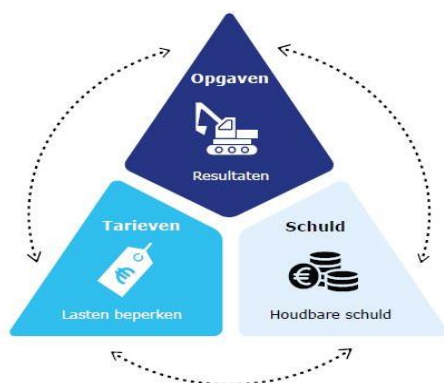 Opgaven
Resultaten
Tarieven
Lasten beperken
Schuld
Houdbare schuld